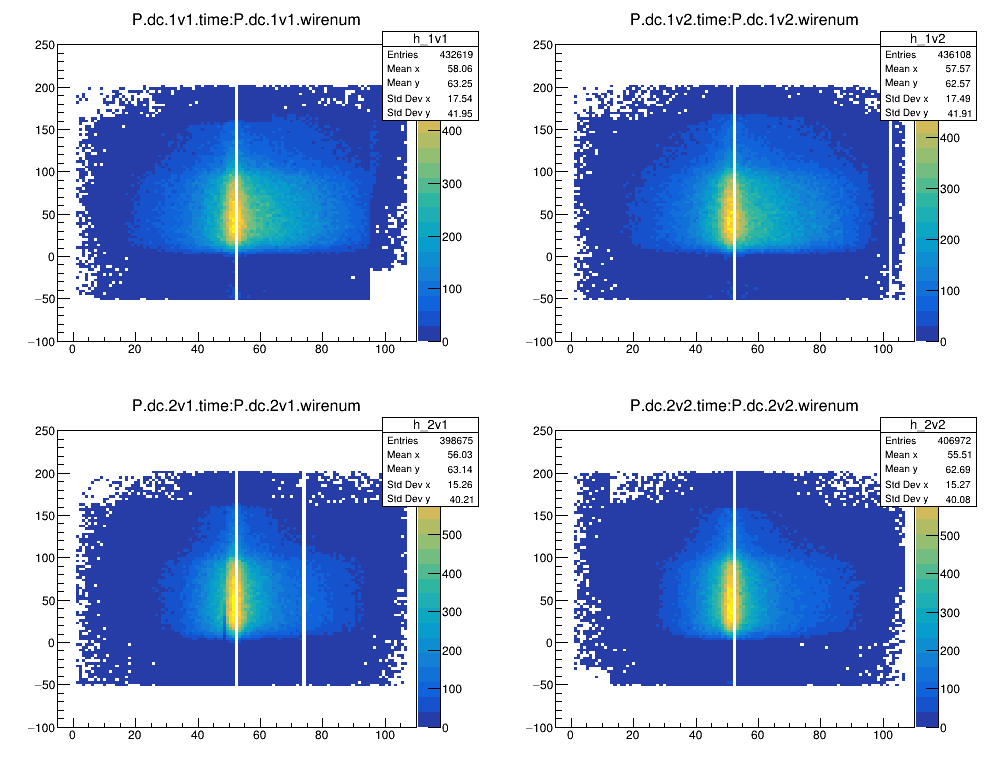 P.dc.1v1.time:P.dc.1v1.wirenum
h_1v1
Entries 432619
Mean x 58.06
Mean y 63.25
Std Dev x 17.54
Std Dev y 41.95
250
200
150
100
50
0
−50
−100
0 20 40 60 80 100
400
300
200
100
0
P.dc.1v2.time:P.dc.1v2.wirenum
h_1v2
Entries 436108
Mean x 57.57
Mean y 62.57
Std Dev x 17.49
Std Dev y 41.91
250
200
150
100
50
0
−50
−100
0 20 40 60 80 100
400
300
200
100
0
P.dc.2v1.time:P.dc.2v1.wirenum
h_2v1
Entries 398675
Mean x 56.03
Mean y 63.14
Std Dev x 15.26
Std Dev y 40.21
250
200
150
100
50
0
−50
−100
0 20 40 60 80 100
500
400
300
200
100
0
P.dc.2v2.time:P.dc.2v2.wirenum
h_2v2
Entries 406972
Mean x 55.51
Mean y 62.69
Std Dev x 15.27
Std Dev y 40.08
250
200
150
100
50
0
−50
−100
0 20 40 60 80 100
500
400
300
200
100
0